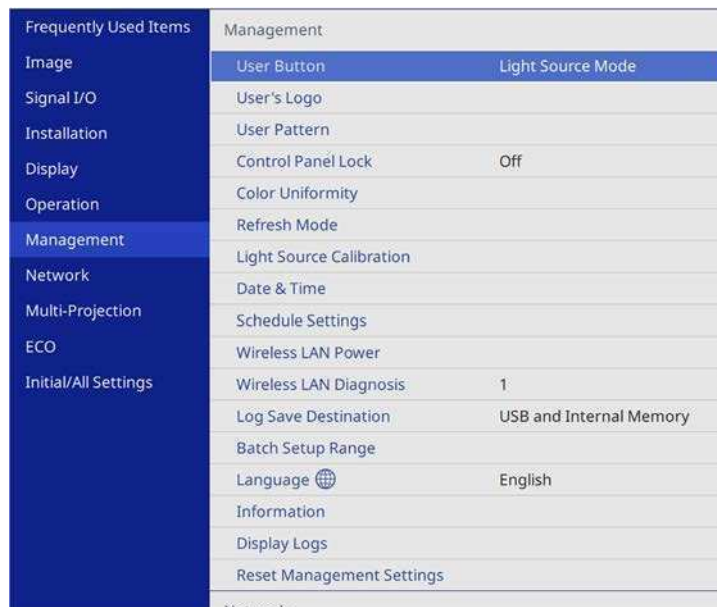 Frequently Used Items
Image
Signal I/O
Installation
Display
Operation
Management
Network
Multi-Projection
ECO
Initial/All Settings
Management
User Button Light Source Mode
User's Logo
User Pattern
Control Panel Lock Off
Color Uniformity
Refresh Mode
Light Source Calibration
Date & Time
Schedule Settings
Wireless LAN Power
Wireless LAN Diagnosis 1
Log Save Destination USB and Internal Memory
Batch Setup Range
Language English
Information
Display Logs
Reset Management Settings